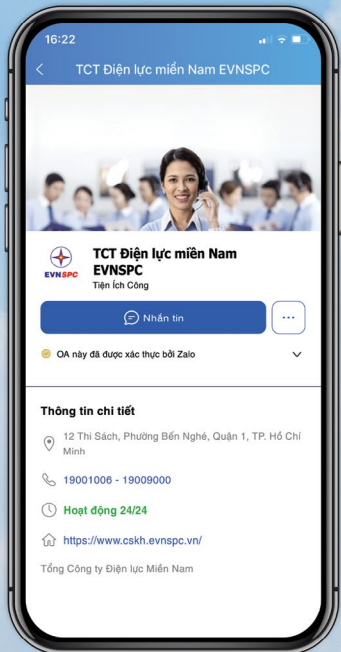 16:22
TCT Điện lực miền Nam EVNSPC
EVNSPC
TCT Điện lực miền Nam
EVNSPC
Tiện Ích Công
Nhắn tin
OA này đã được xác thực bởi Zalo
Thông tin chi tiết
12 Thi Sách, Phường Bến Nghé, Quận 1, TP. Hồ Chí
Minh
19001006 - 19009000
Hoạt động 24/24
https://www.cskh.evnspc.vn/
Tổng Công ty Điện lực Miền Nam